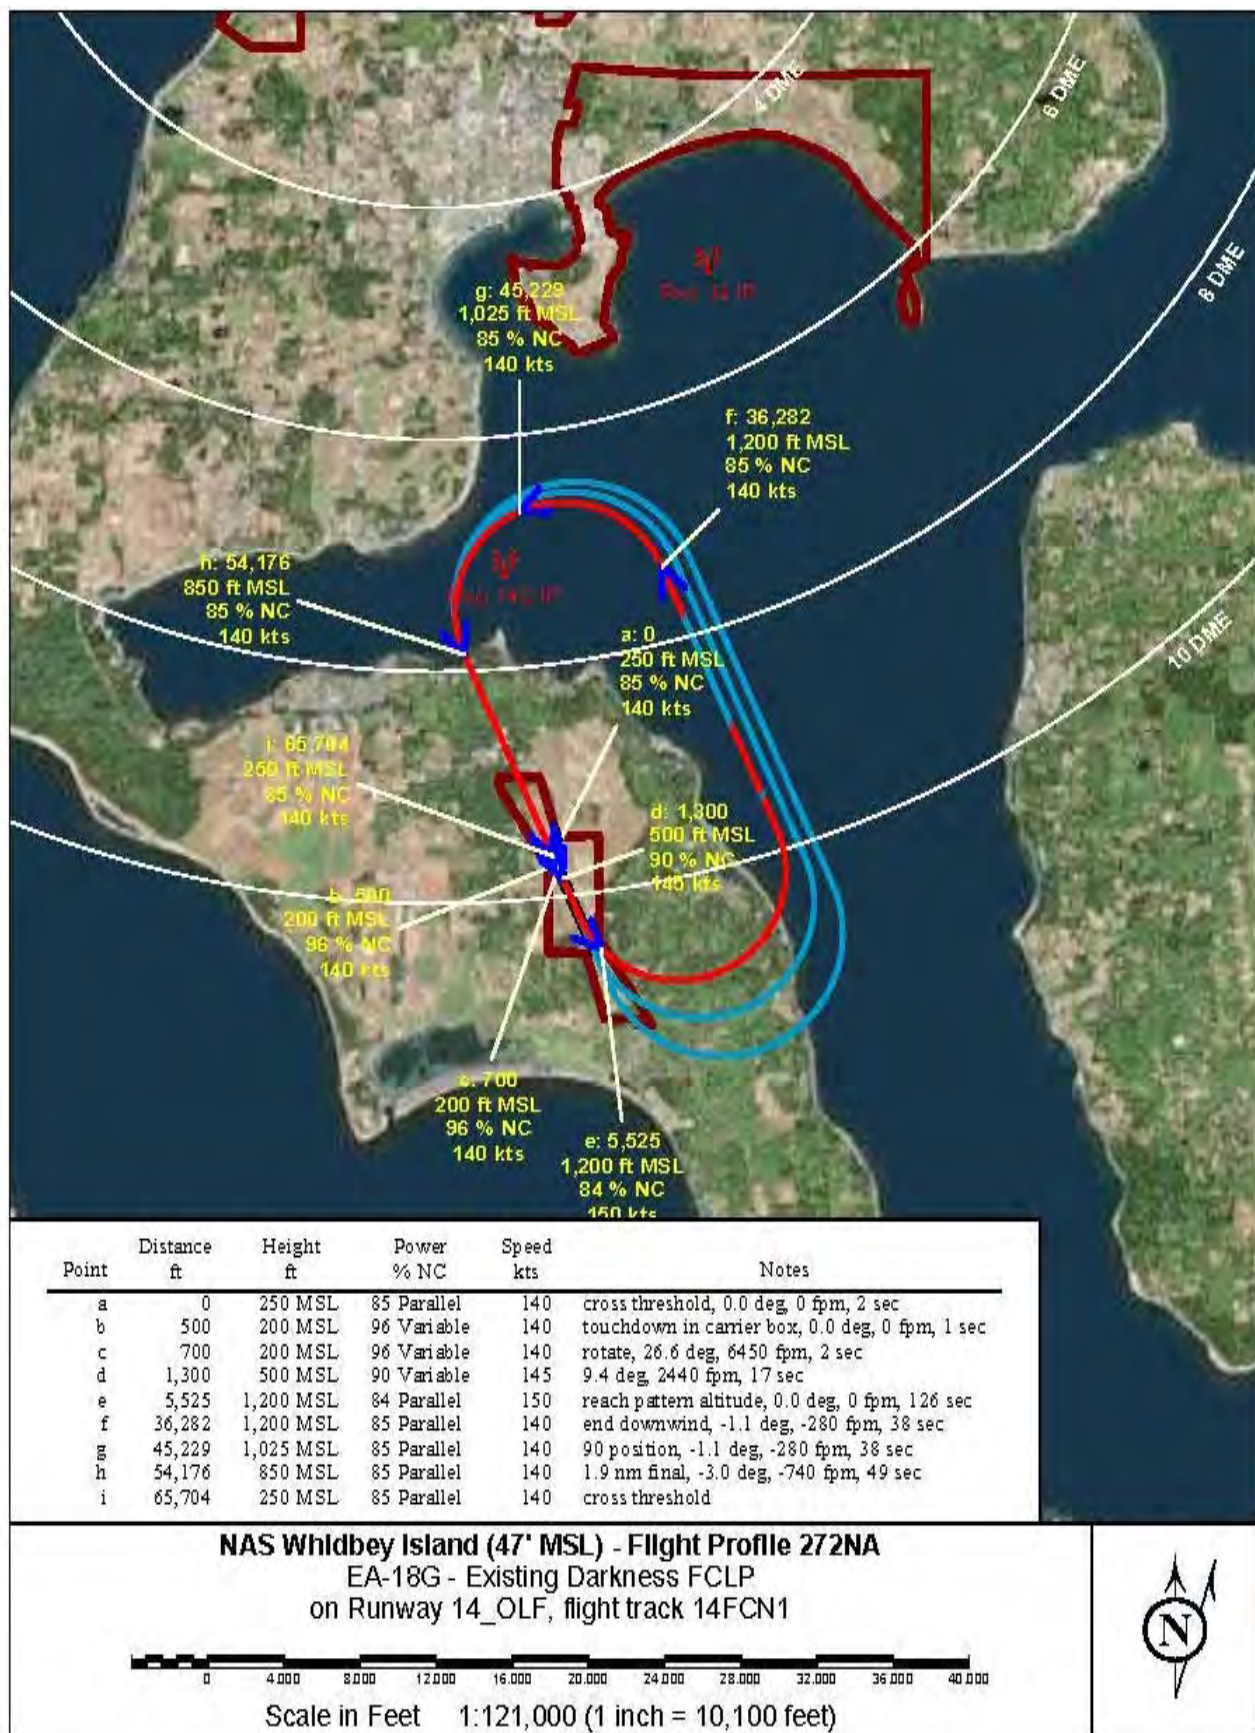 4 DME
6 DME
8 DME
10 DME
g: 45,229
1,025 ft MSL
85 % NC
140 kts
f: 36,282
1,200 ft MSL
85 % NC
140 kts
h: 54,176
850 ft MSL
85 % NC
140 kts
a: 0
250 ft MSL
85 % NC
140 kts
i: 65,704
250 ft MSL
85 % NC
140 kts
d: 1,300
500 ft MSL
90 % NC
145 kts
b: 500
200 ft MSL
96 % NC
140 kts
c: 700
200 ft MSL
96 % NC
140 kts
e: 5,525
1,200 ft MSL
84 % NC
150 kts
Point Distance ft Height ft Power % NC Speed kts Notes
a 0 250 MSL 85 Parallel 140 cross threshold, 0.0 deg, 0 fpm, 2 sec
b 500 200 MSL 96 Variable 140 touchdown in carrier box, 0.0 deg, 0 fpm, 1 sec
c 700 200 MSL 96 Variable 140 rotate, 26.6 deg, 6450 fpm, 2 sec
d 1,300 500 MSL 90 Variable 145 9.4 deg, 2440 fpm, 17 sec
e 5,525 1,200 MSL 84 Variable 150 reach pattern altitude, 0.0 deg, 0 fpm, 126 sec
f 36,282 1,200 MSL 85 Parallel 140 end downwind, -1.1 deg, -280 fpm, 38 sec
g 45,229 1,025 MSL 85 Parallel 140 90 position, -1.1 deg, -280 fpm, 38 sec
h 54,176 850 MSL 85 Parallel 140 1.9 nm final, -3.0 deg, -740 fpm, 49 sec
i 65,704 250 MSL 85 Parallel 140 cross threshold
NAS Whidbey Island (47' MSL) - Flight Profile 272NA
EA-18G - Existing Darkness FCLP
on Runway 14_OLF, flight track 14FCN1
0 4,000 8,000 12,000 16,000 20,000 24,000 28,000 32,000 36,000 40,000
Scale in Feet 1:121,000 (1 inch = 10,100 feet)
N